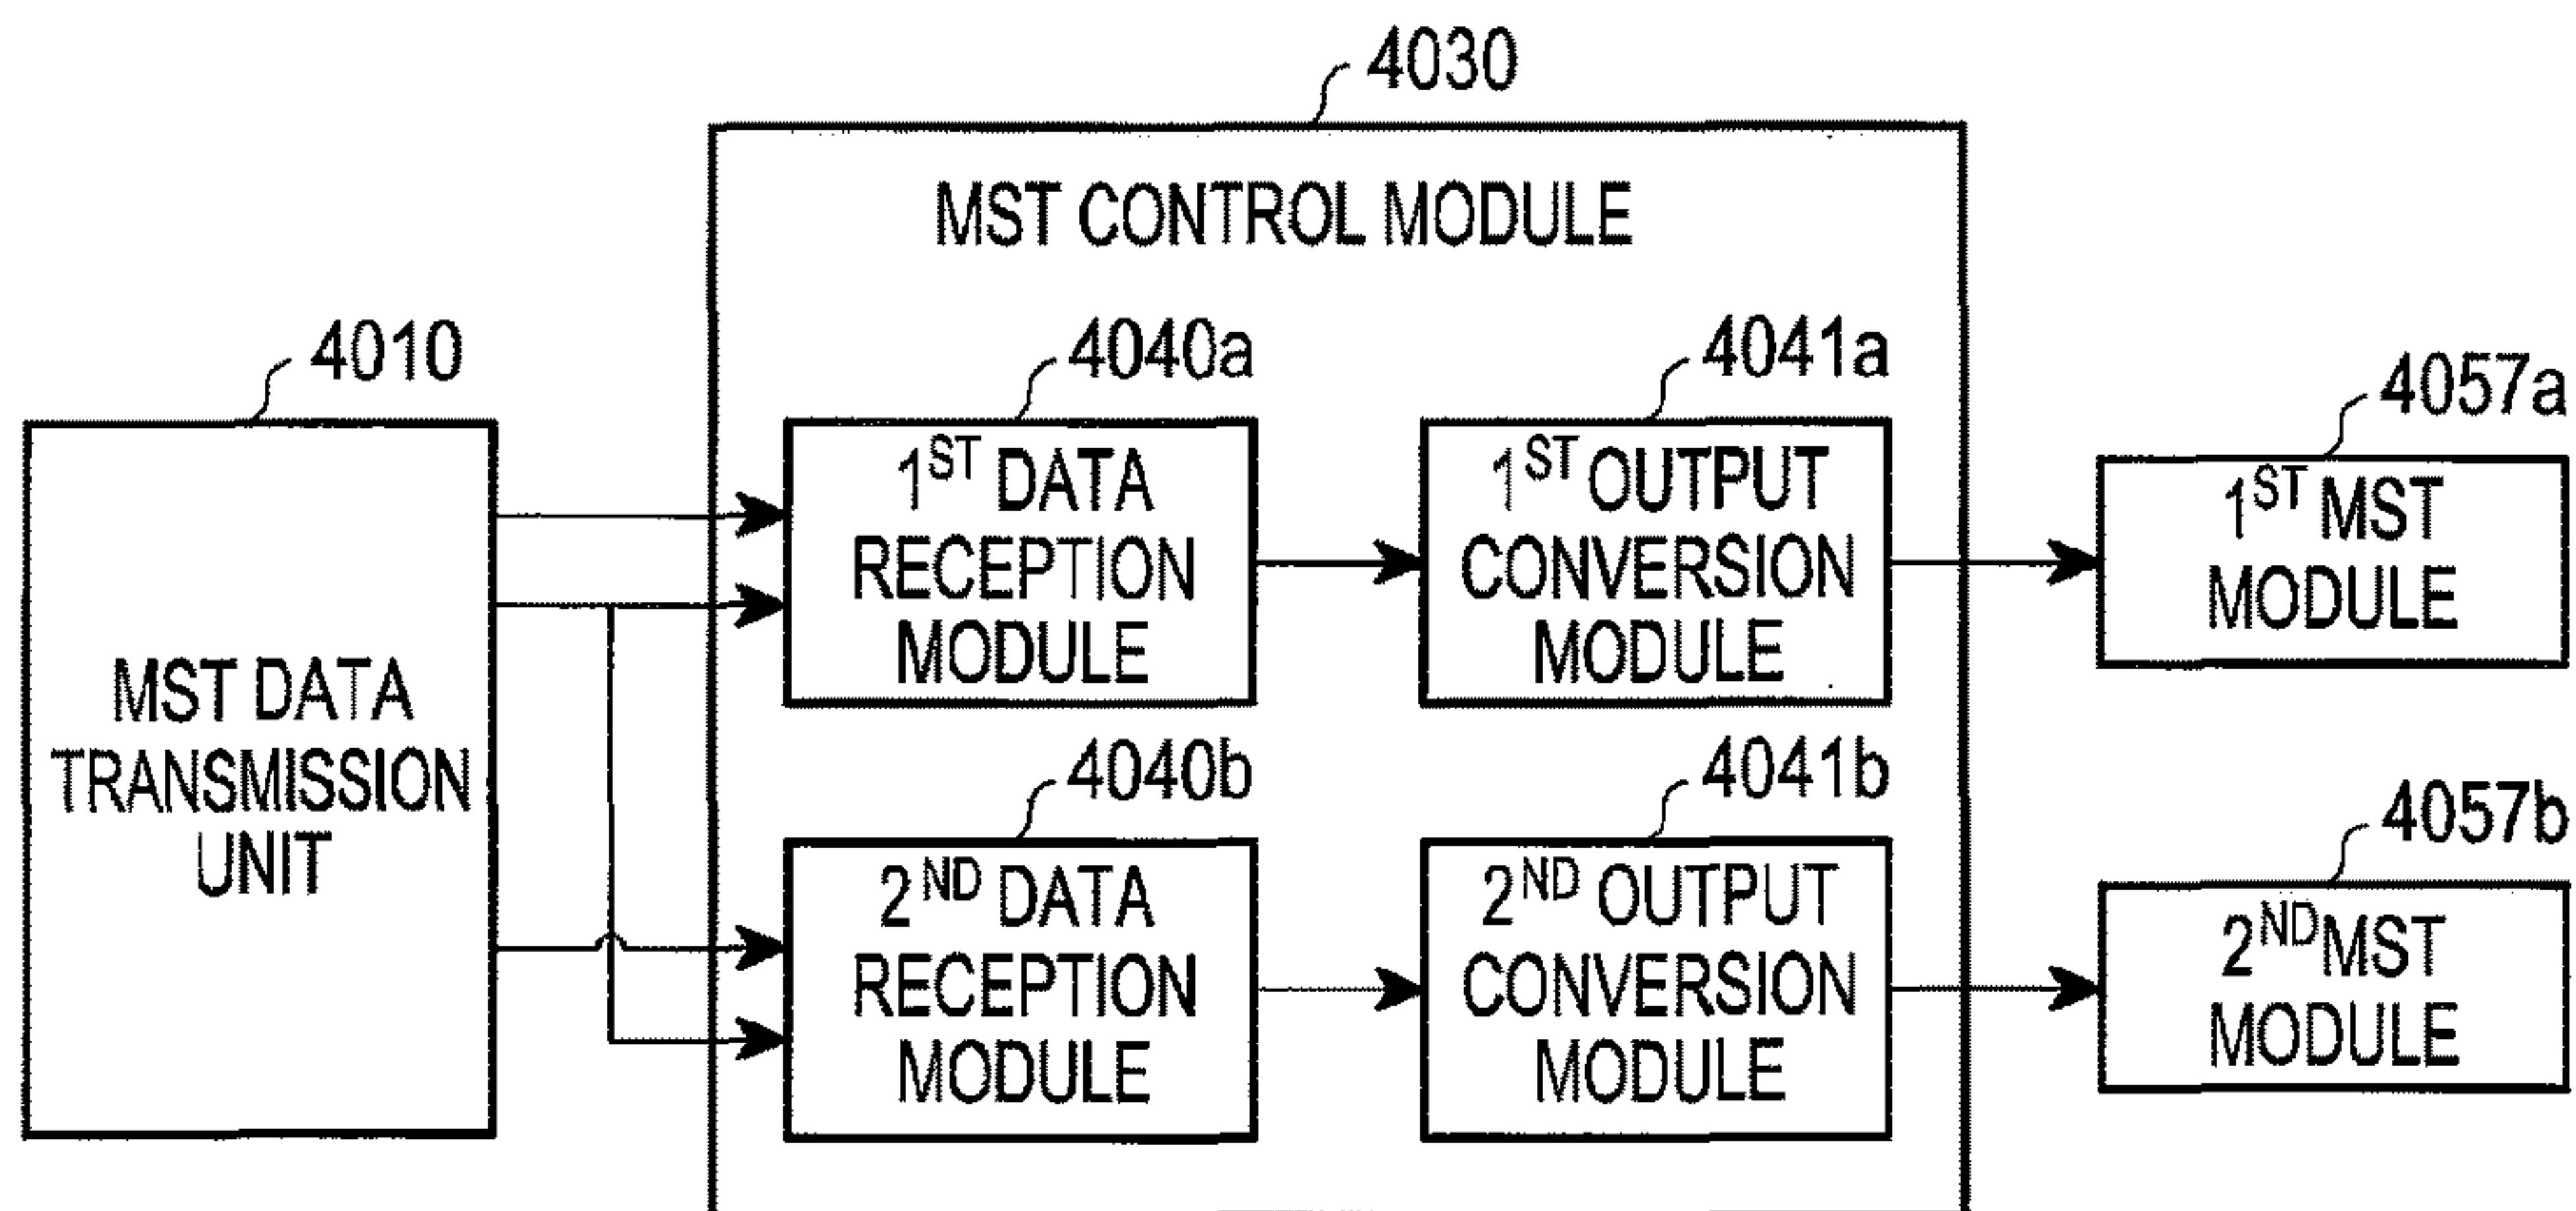 4030
MST CONTROL MODULE
4010
4040a
4041a
4057a
MST DATA
TRANSMISSION
UNIT
1ST DATA
RECEPTION
MODULE
1ST OUTPUT
CONVERSION
MODULE
1ST MST
MODULE
4040b
4041b
4057b
2ND DATA
RECEPTION
MODULE
2ND OUTPUT
CONVERSION
MODULE
2ND MST
MODULE